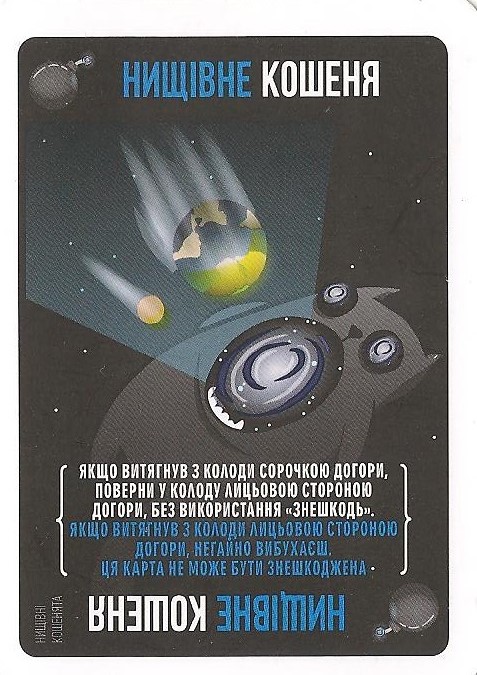 НИЩІВНЕ КОШЕНЯ
ЯКЩО ВИТЯГНУВ З КОЛОДИ СОРОЧКОЮ ДОГОРИ,
ПОВЕРНИ У КОЛОДУ ЛИЦЬОВОЮ СТОРОНОЮ
ДОГОРИ, БЕЗ ВИКОРИСТАННЯ «ЗНЕШКОДЬ».
ЯКЩО ВИТЯГНУВ З КОЛОДИ ЛИЦЬОВОЮ СТОРОНОЮ
ДОГОРИ, НЕГАЙНО ВИБУХАЄШ.
ЦЯ КАРТА НЕ МОЖЕ БУТИ ЗНЕШКОДЖЕНА
НИЩІВНІ
КОШЕНЯТА
НИЩІВНЕ КОШЕНЯ